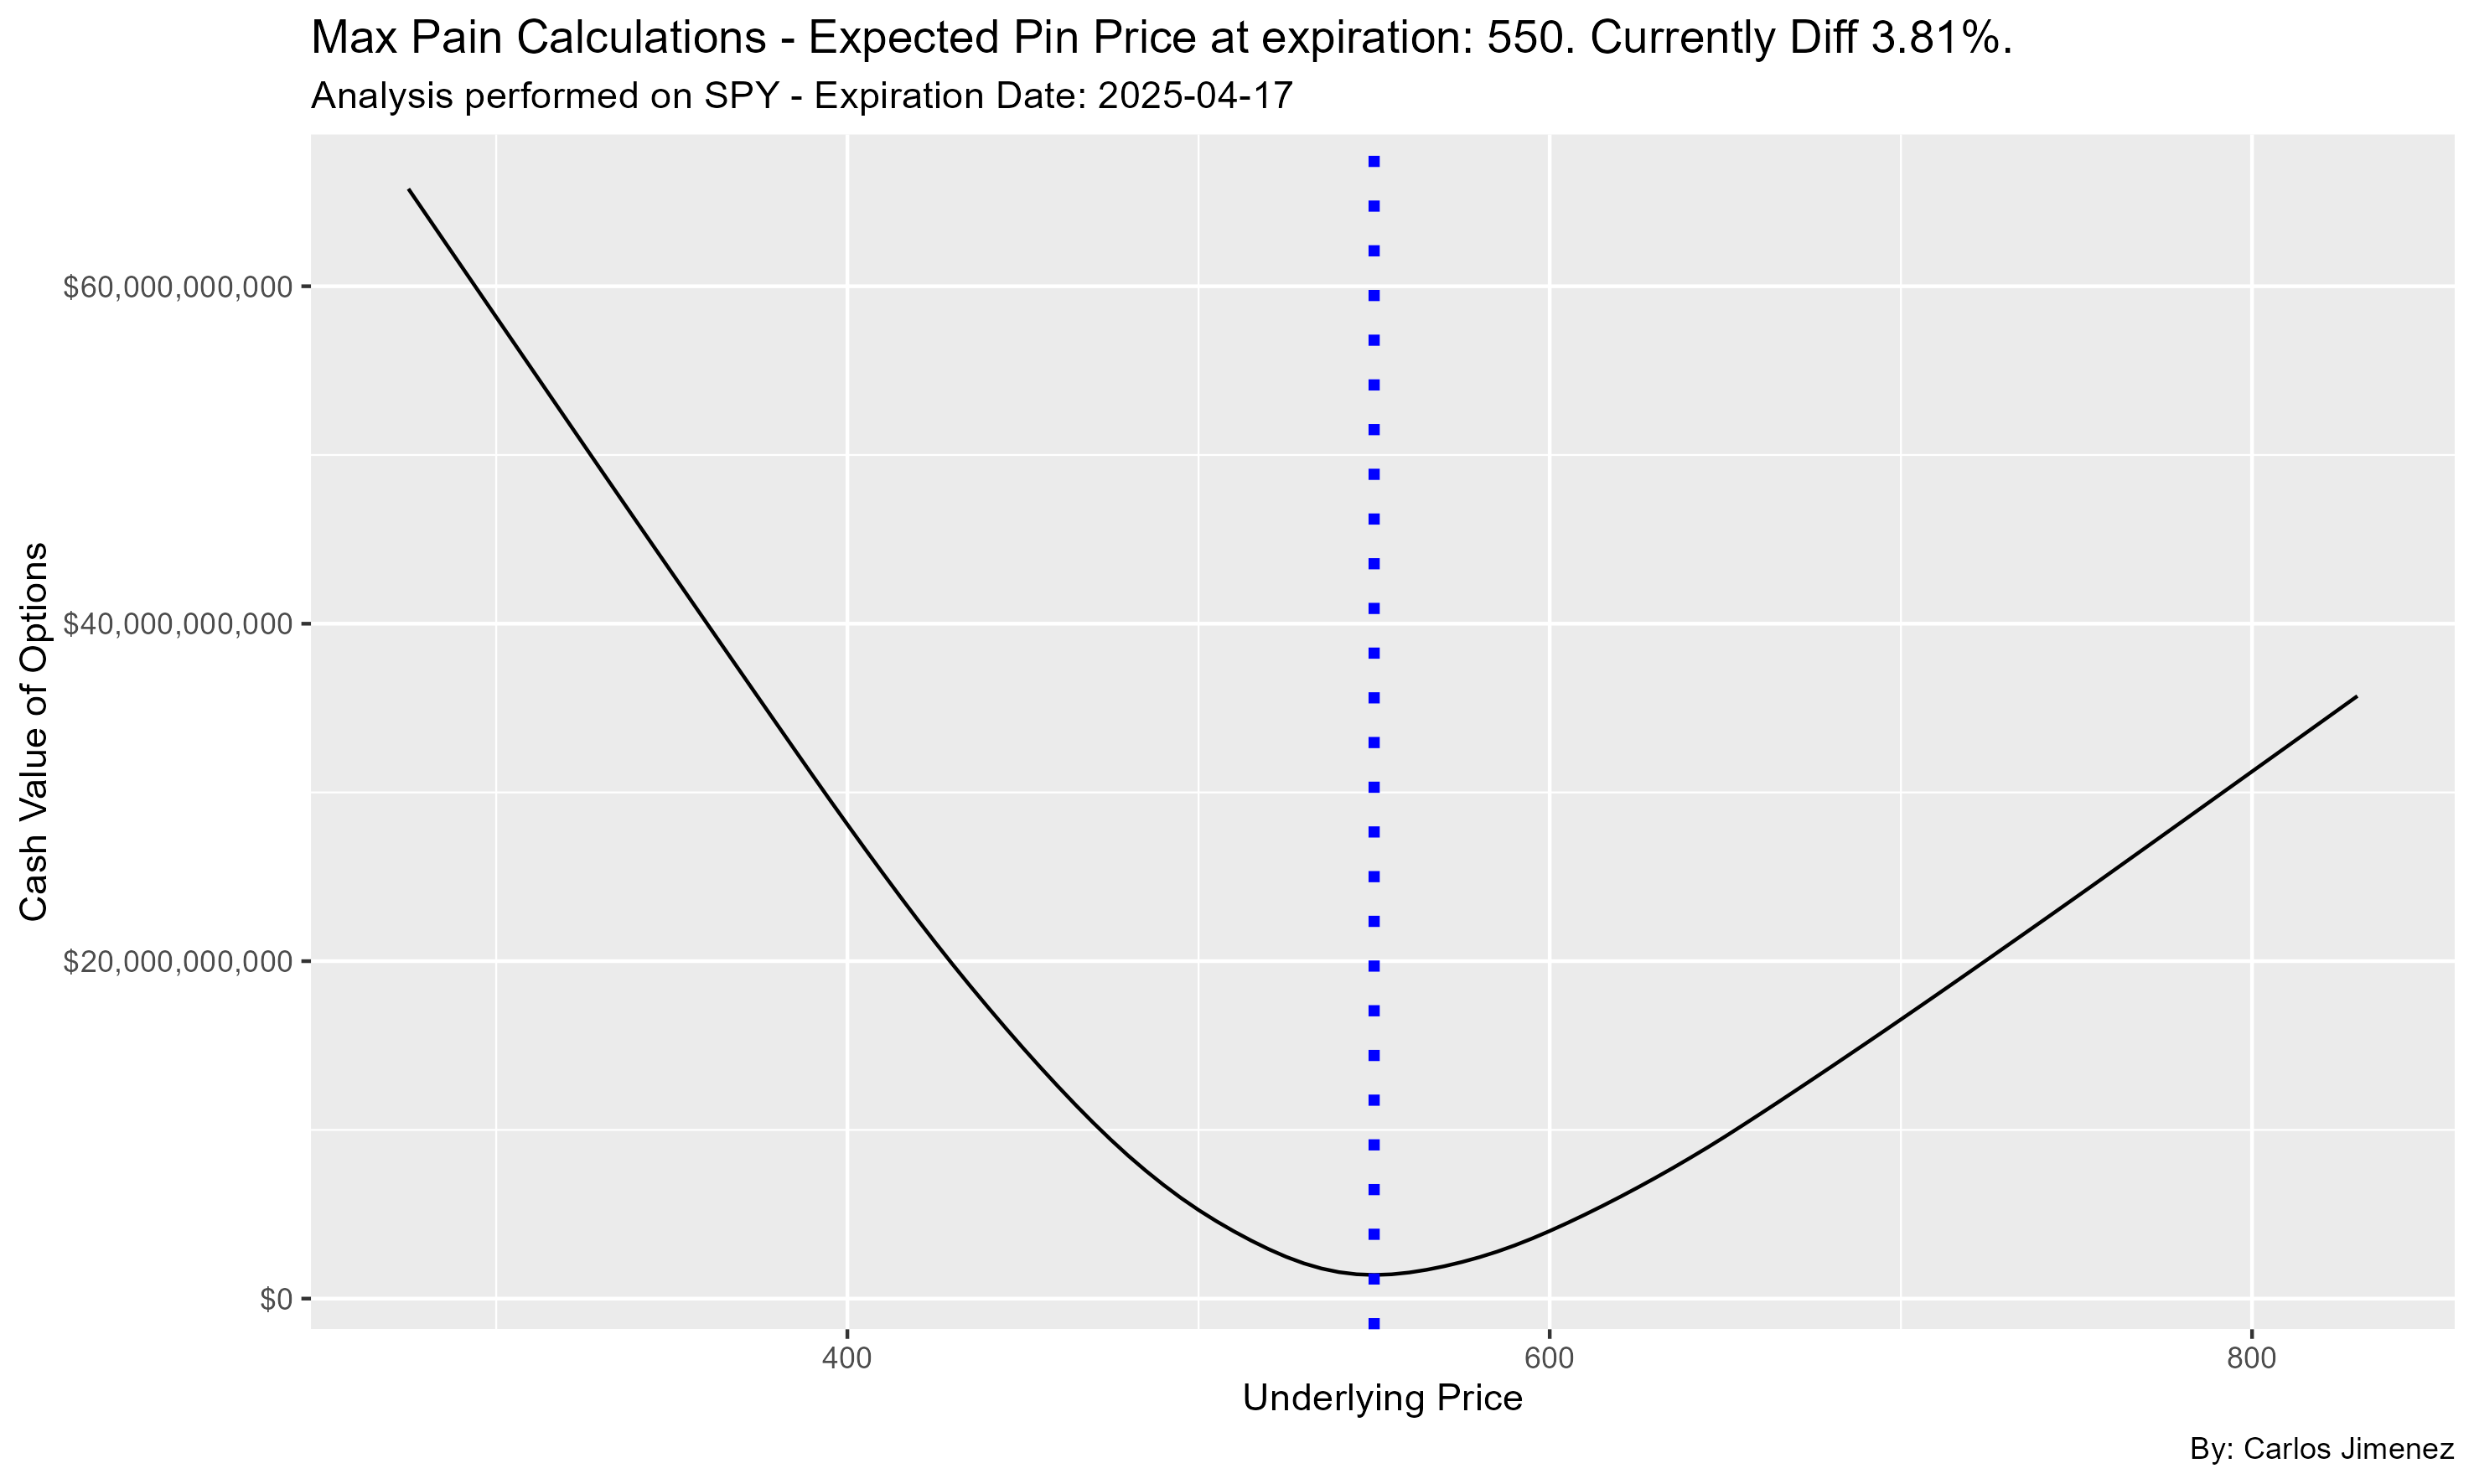 Max Pain Calculations - Expected Pin Price at expiration: 550. Currently Diff 3.81%.
Analysis performed on SPY - Expiration Date: 2025-04-17
Cash Value of Options
$60,000,000,000
$40,000,000,000
$20,000,000,000
$0
400
600
800
Underlying Price
By: Carlos Jimenez